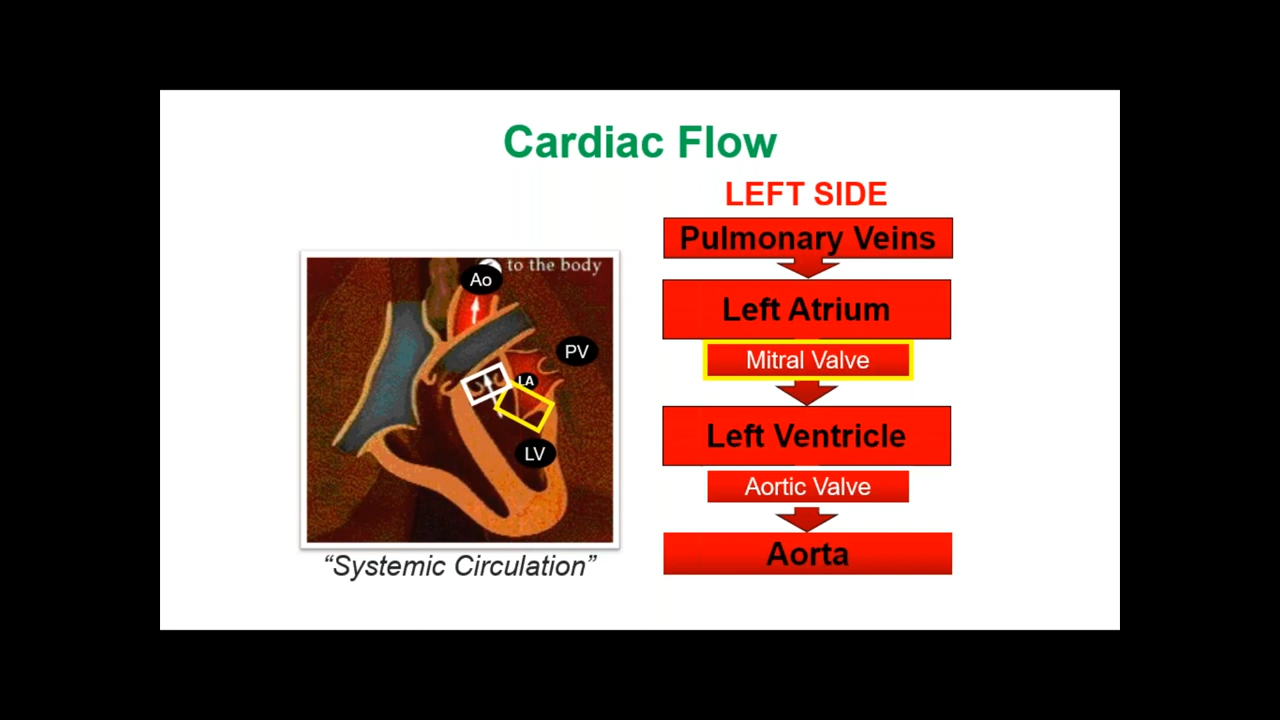 Cardiac Flow
LEFT SIDE
Pulmonary Veins
Left Atrium
Mitral Valve
Left Ventricle
Aortic Valve
Aorta
to the body
Ao
PV
LA
LV
“Systemic Circulation”